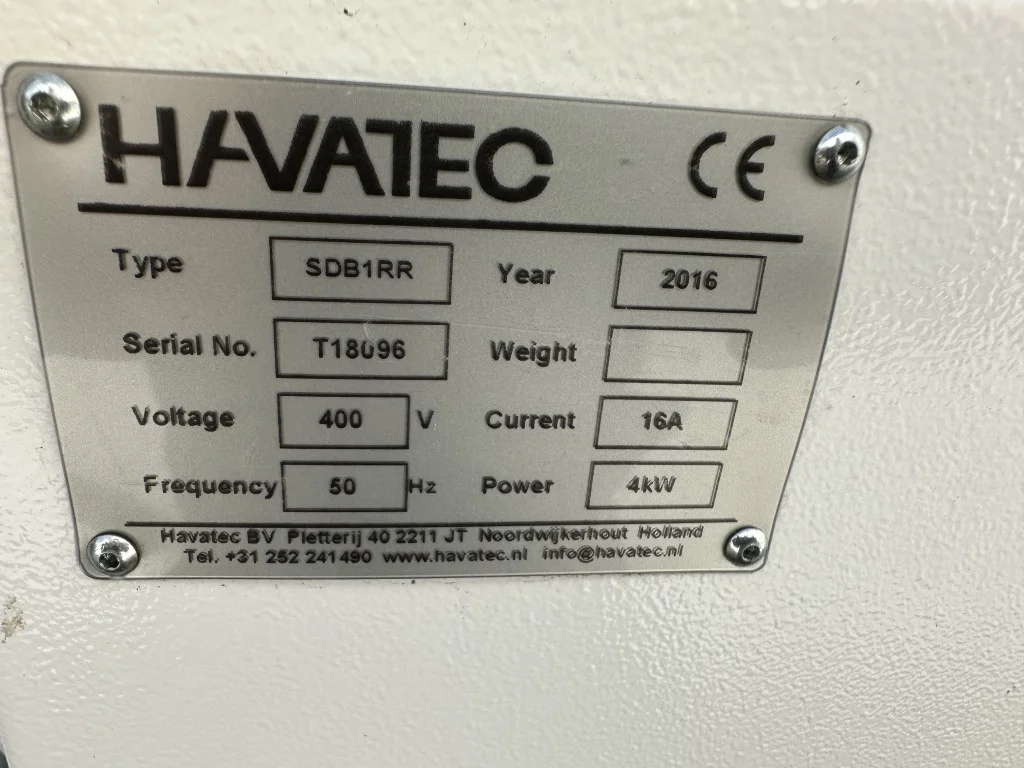 HAVATEC CE
Type SDB1RR Year 2016
Serial No. T18096 Weight
Voltage 400 V Current 16A
Frequency 50 Hz Power 4kW
Havatec BV Pletterij 40 2211 JT Noordwijkerhout Holland
Tel. +31 252 241490 www.havatec.nl info@havatec.nl